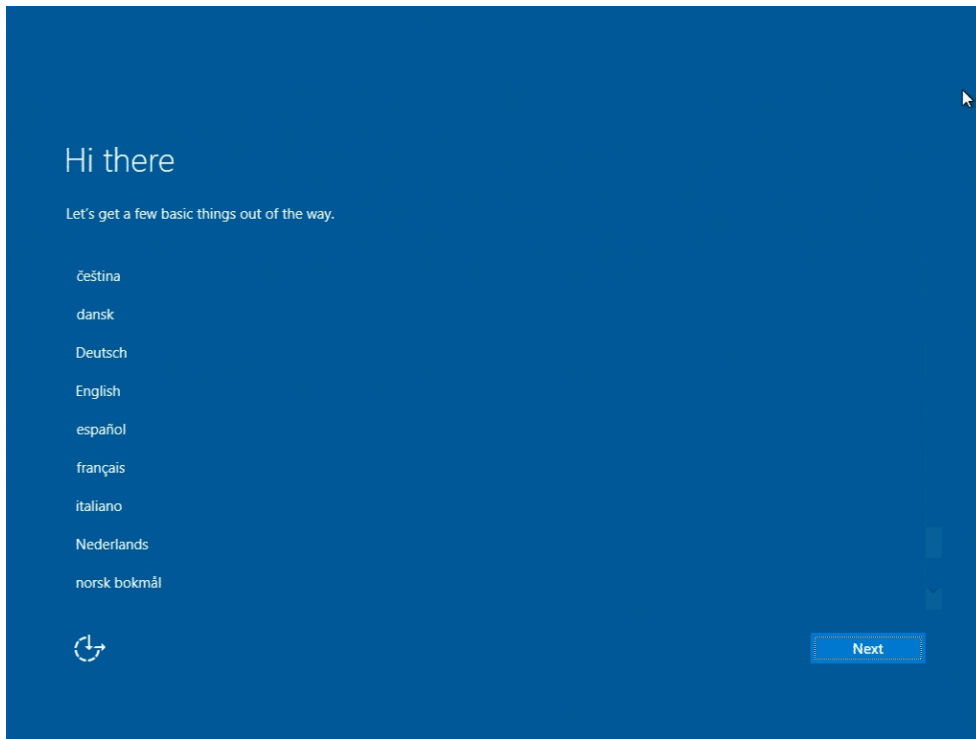 Hi there
Let's get a few basic things out of the way.
čeština
dansk
Deutsch
English
español
français
italiano
Nederlands
norsk bokmål
Next